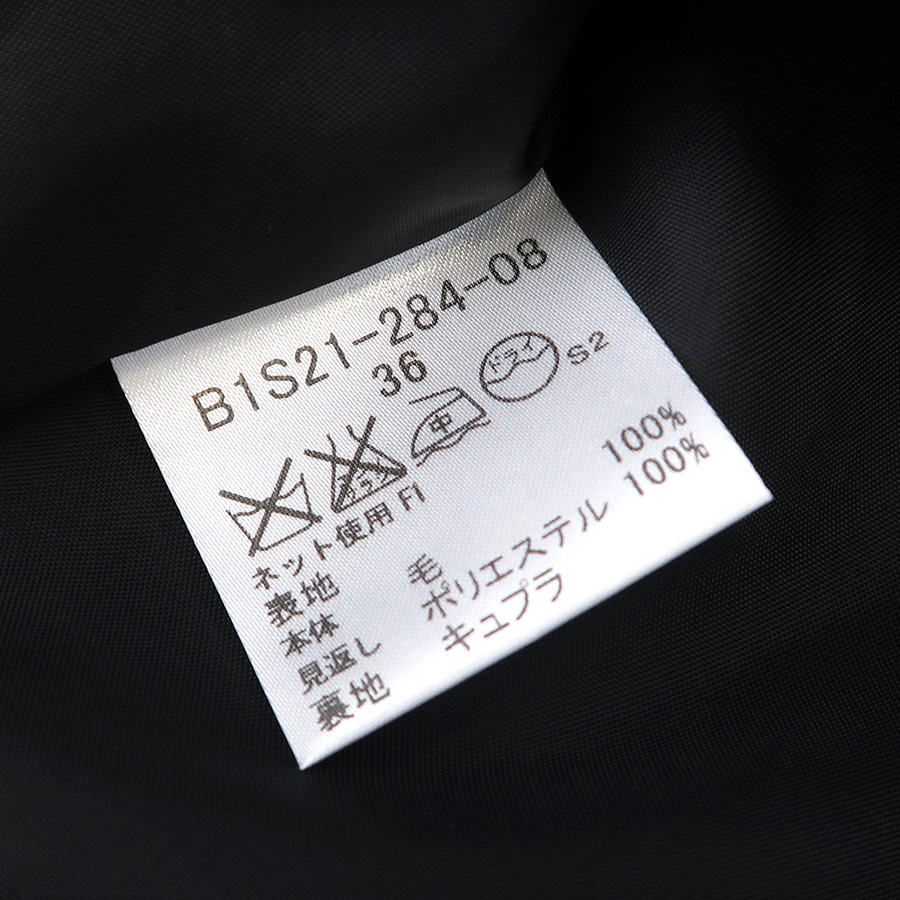 B1S21-284-08
36
中 ドライ S2
ネット使用 F1
表地
本体 毛 100%
見返し ポリエステル 100%
裏地 キュプラ